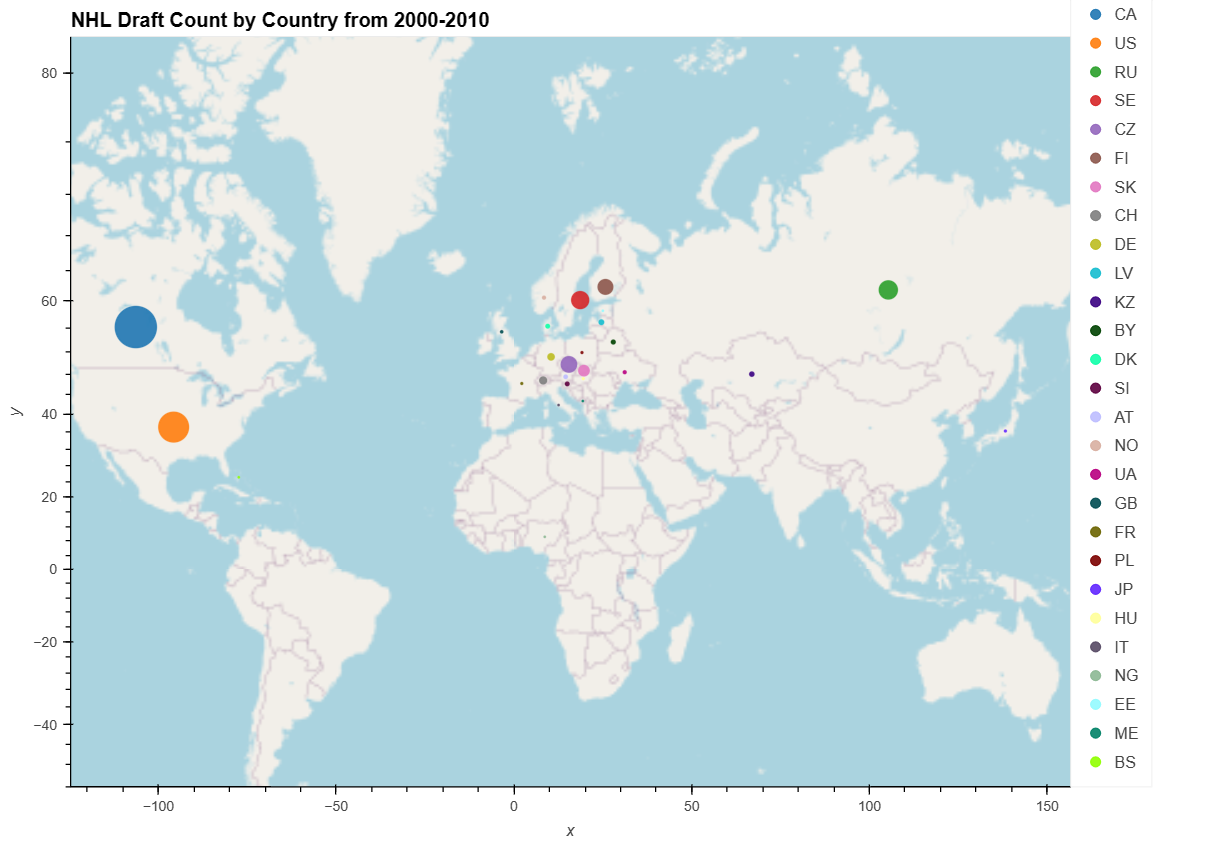 NHL Draft Count by Country from 2000-2010
CA
US
RU
SE
CZ
FI
SK
CH
DE
LV
KZ
BY
DK
SI
AT
NO
UA
GB
FR
PL
JP
HU
IT
NG
EE
ME
BS
80
60
40
20
0
−20
−40
y
−100
−50
0
50
100
150
x